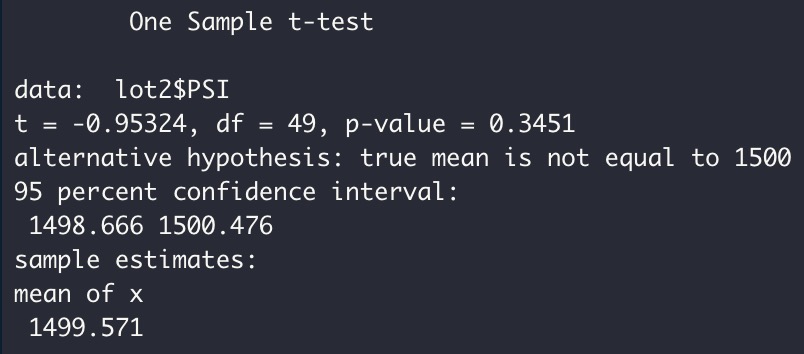 One Sample t-test
data:  lot2$PSI
t = -0.95324, df = 49, p-value = 0.3451
alternative hypothesis: true mean is not equal to 1500
95 percent confidence interval:
1498.666 1500.476
sample estimates:
mean of x
1499.571